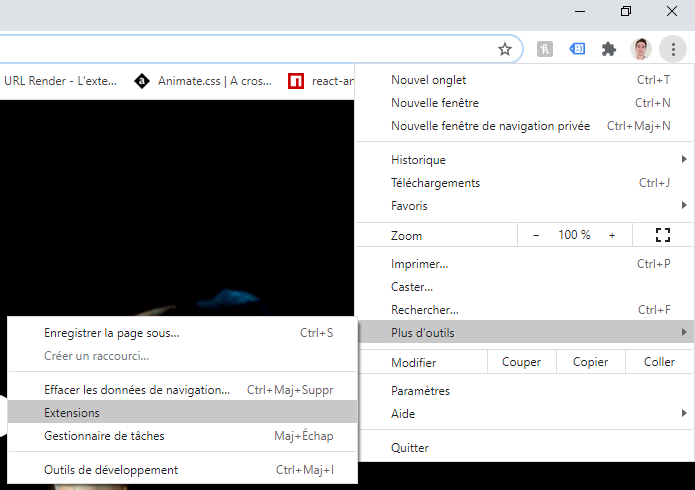 URL Render - L'exte...
Animate.css | A cros...
react-an
Nouvel onglet Ctrl+T
Nouvelle fenêtre Ctrl+N
Nouvelle fenêtre de navigation privée Ctrl+Maj+N
Historique
Téléchargements Ctrl+J
Favoris
Zoom - 100 % +
Imprimer... Ctrl+P
Caster...
Rechercher... Ctrl+F
Plus d'outils
Modifier Couper Copier Coller
Paramètres
Aide
Quitter
Enregistrer la page sous... Ctrl+S
Créer un raccourci...
Effacer les données de navigation... Ctrl+Maj+Suppr
Extensions
Gestionnaire de tâches Maj+Échap
Outils de développement Ctrl+Maj+I